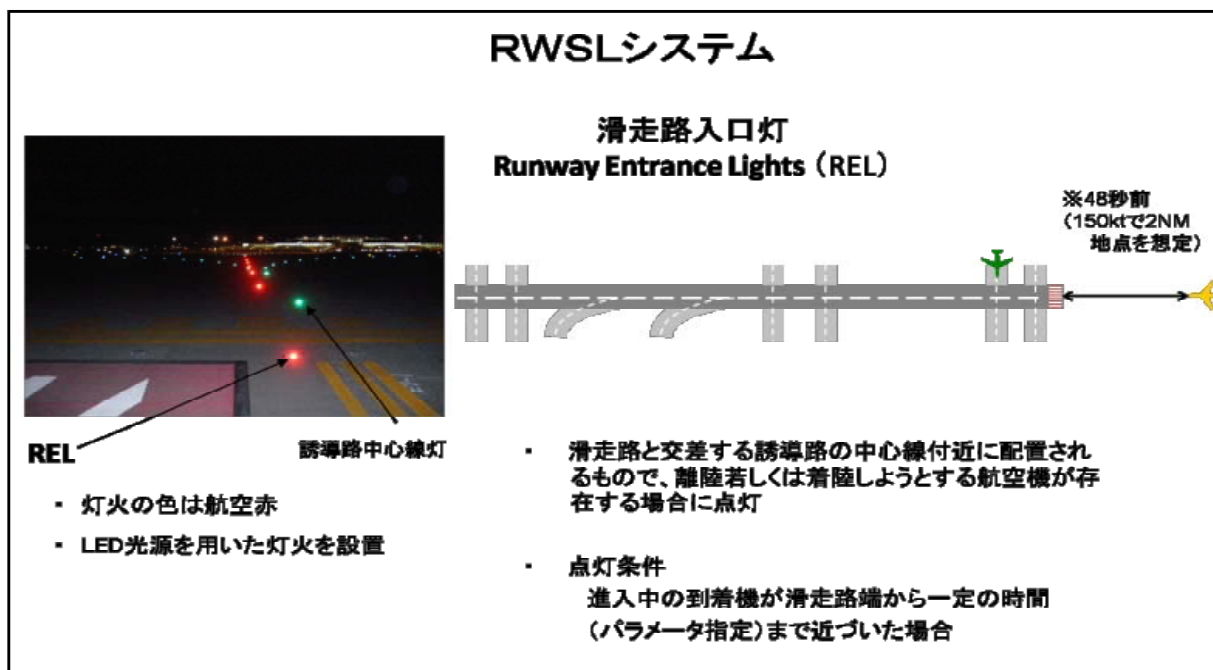 RWSLシステム
滑走路入口灯
Runway Entrance Lights (REL)
※48秒前
(150ktで2NM
地点を想定)
REL
誘導路中心線灯
・ 灯火の色は航空赤
・ LED光源を用いた灯火を設置
・ 滑走路と交差する誘導路の中心線付近に配置され
るもので、離陸若しくは着陸しようとする航空機が存
在する場合に点灯
・ 点灯条件
進入中の到着機が滑走路端から一定の時間
(パラメータ指定)まで近づいた場合